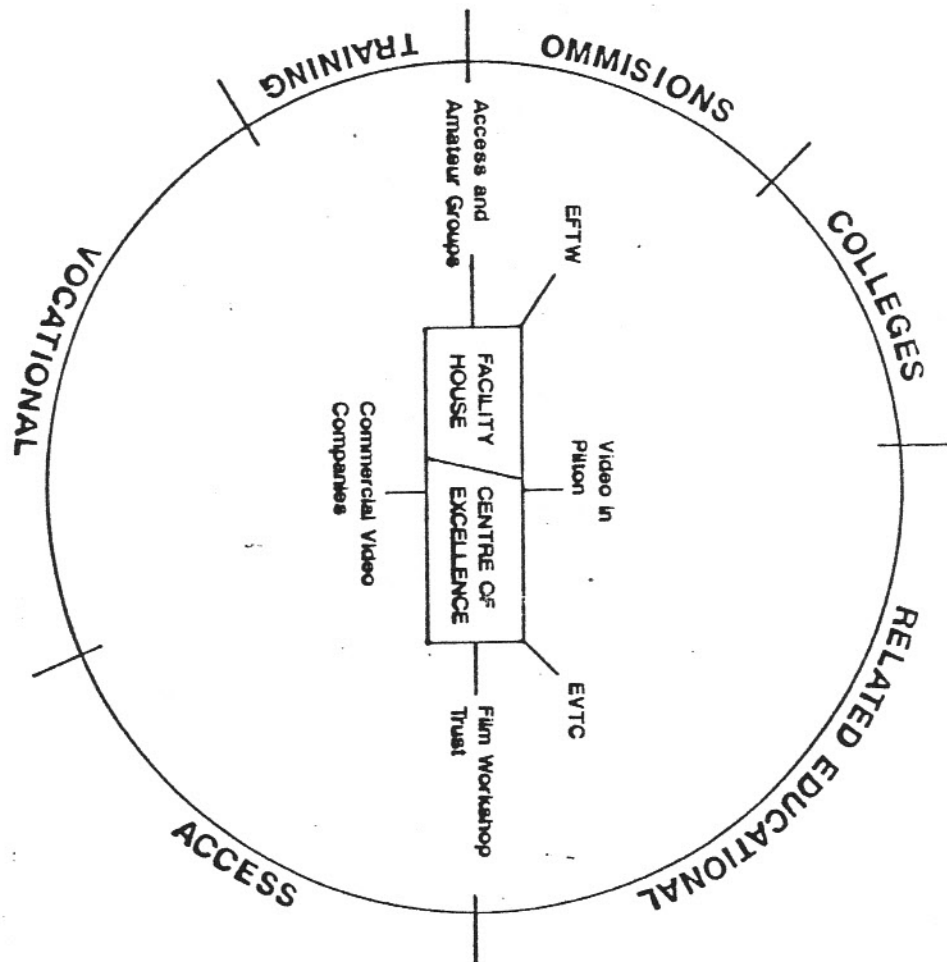 COLLEGES
RELATED EDUCATIONAL
ACCESS
VOCATIONAL
TRAINING
OMMISIONS
EFTW
Video in
Pilton
EVTC
Access and
Amateur Groups
FACILITY
HOUSE
CENTRE OF
EXCELLENCE
Film Workshop
Trust
Commercial Video
Companies